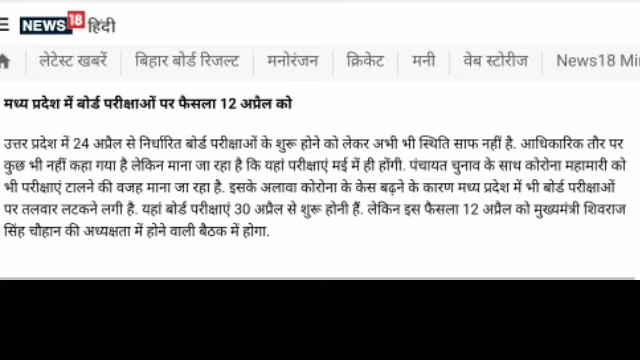 NEWS 18 हिंदी
लेटेस्ट खबरें बिहार बोर्ड रिजल्ट मनोरंजन क्रिकेट मनी वेब स्टोरीज News18 Mi
मध्य प्रदेश में बोर्ड परीक्षाओं पर फैसला 12 अप्रैल को
उत्तर प्रदेश में 24 अप्रैल से निर्धारित बोर्ड परीक्षाओं के शुरू होने को लेकर अभी भी स्थिति साफ नहीं है. आधिकारिक तौर पर
कुछ भी नहीं कहा गया है लेकिन माना जा रहा है कि यहां परीक्षाएं मई में ही होंगी. पंचायत चुनाव के साथ कोरोना महामारी को
भी परीक्षाएं टालने की वजह माना जा रहा है. इसके अलावा कोरोना के केस बढ़ने के कारण मध्य प्रदेश में भी बोर्ड परीक्षाओं
पर तलवार लटकने लगी है. यहां बोर्ड परीक्षाएं 30 अप्रैल से शुरू होनी हैं. लेकिन इस फैसला 12 अप्रैल को मुख्यमंत्री शिवराज
सिंह चौहान की अध्यक्षता में होने वाली बैठक में होगा.